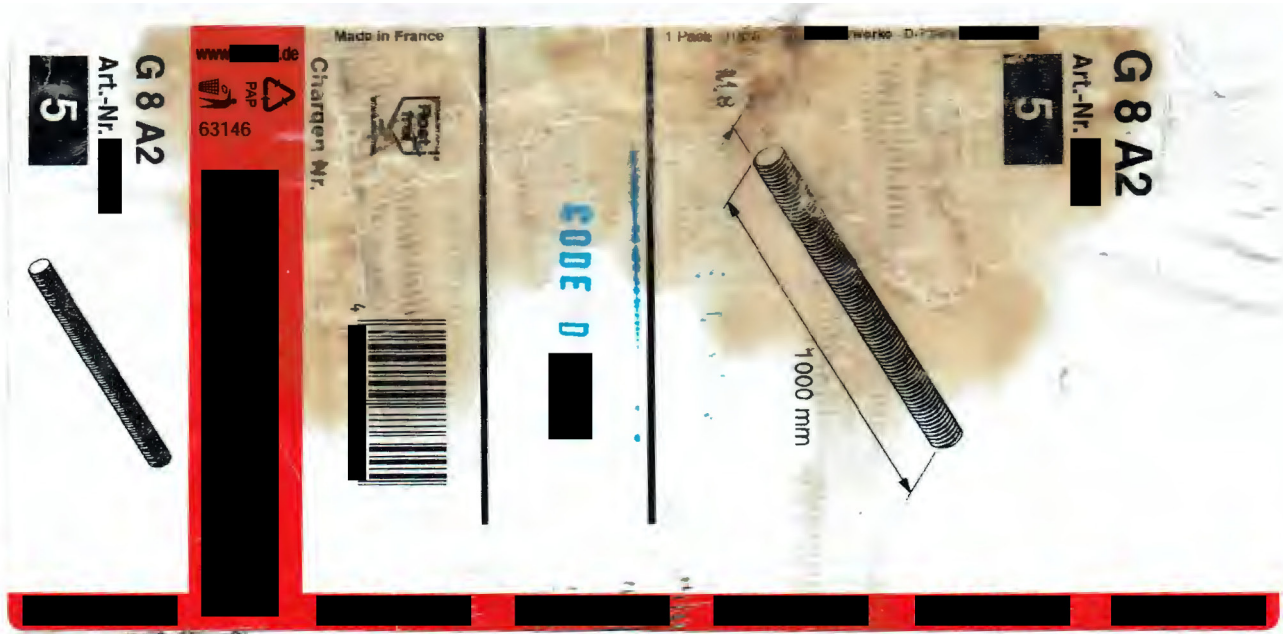 G 8 A2
Art.-Nr.
5
www
.de
PAP
63146
Made in France
Chargen Nr.
4
CODE D
1 Pack
werke
1000 mm
G 8 A2
Art.-Nr.
5